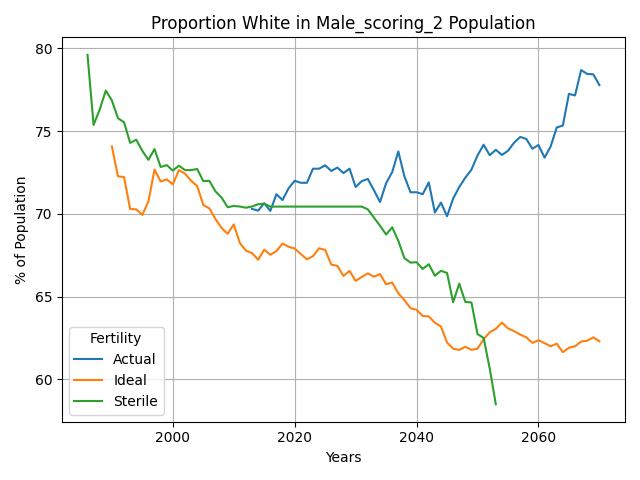 Proportion White in Male_scoring_2 Population
% of Population
80
75
70
65
60
Fertility
Actual
Ideal
Sterile
2000
2020
2040
2060
Years